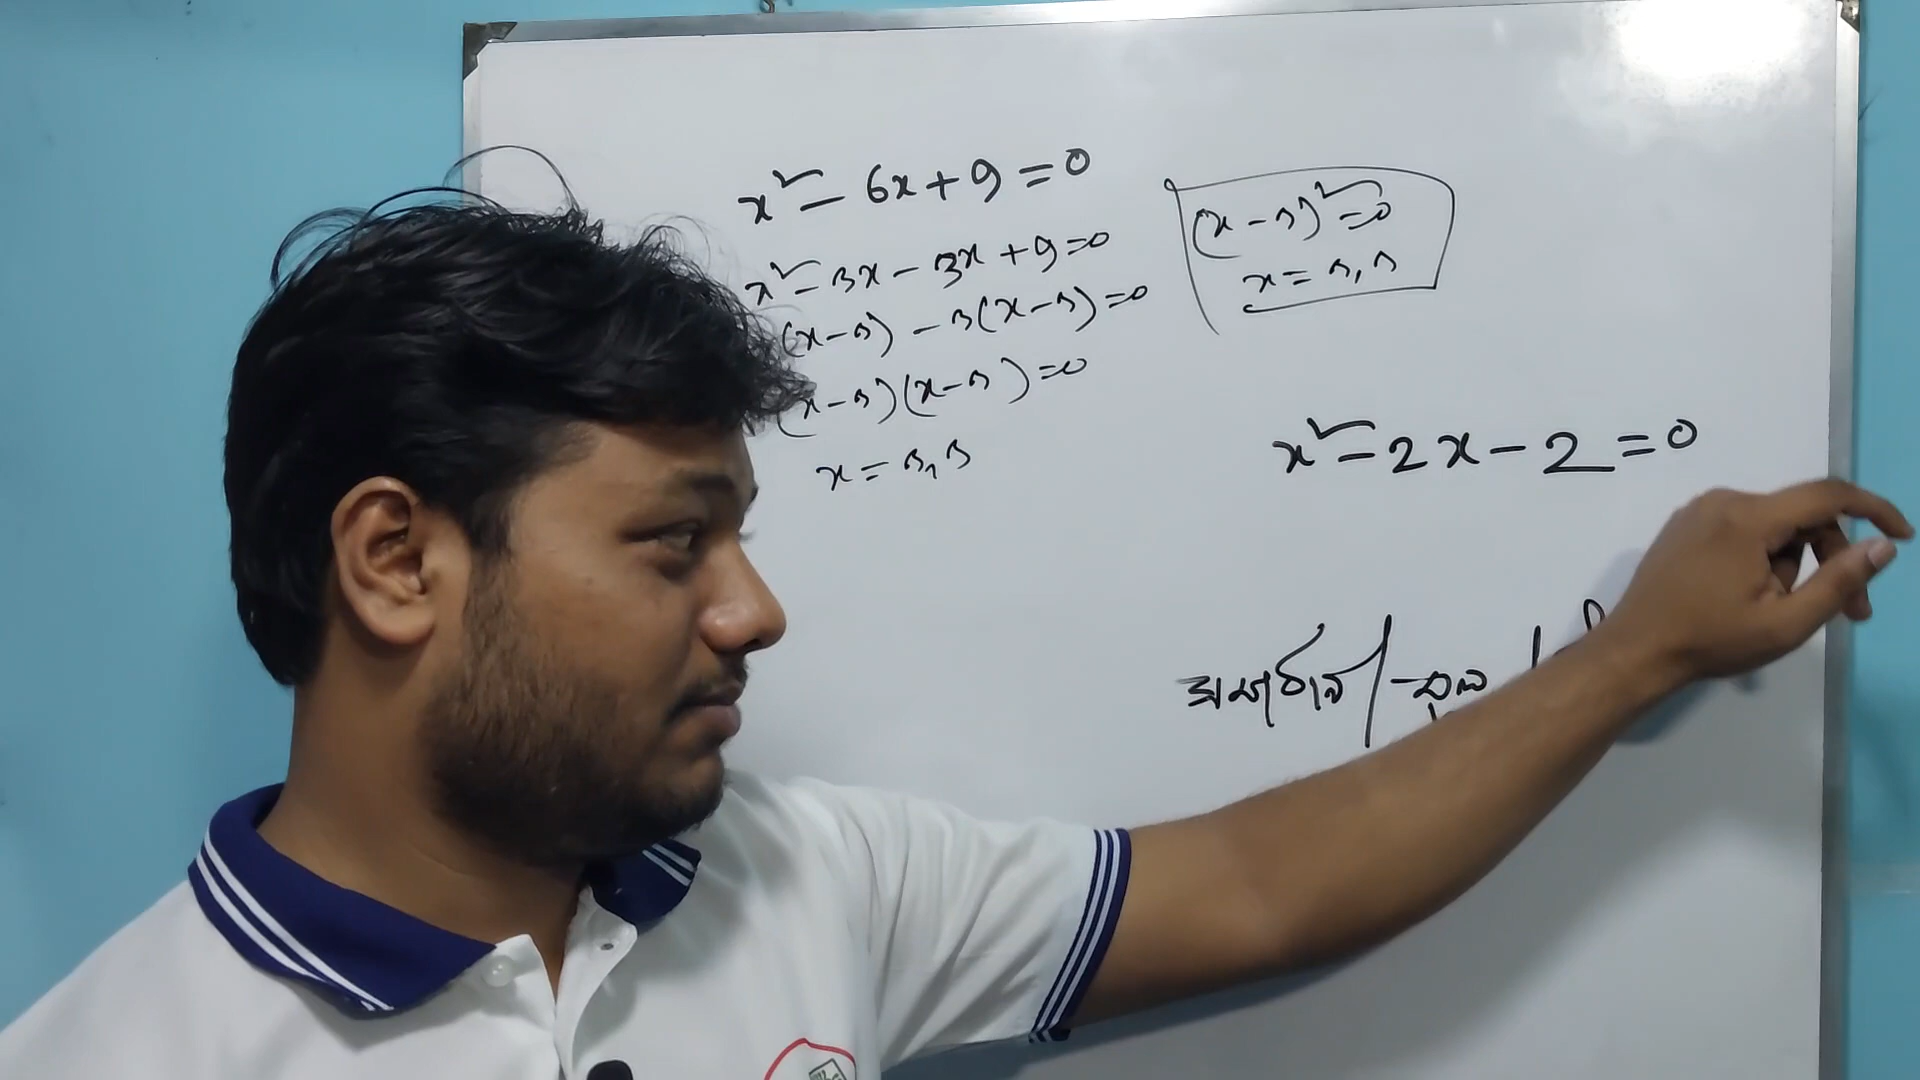 x² - 6x + 9 = 0
x² - 3x - 3x + 9 = 0
(x - 3) - 3(x - 3) = 0
(x - 3)(x - 3) = 0
x = 3, 3
(x - 3)² = 0
x = 3, 3
x² - 2x - 2 = 0
সমাধান / মূল /